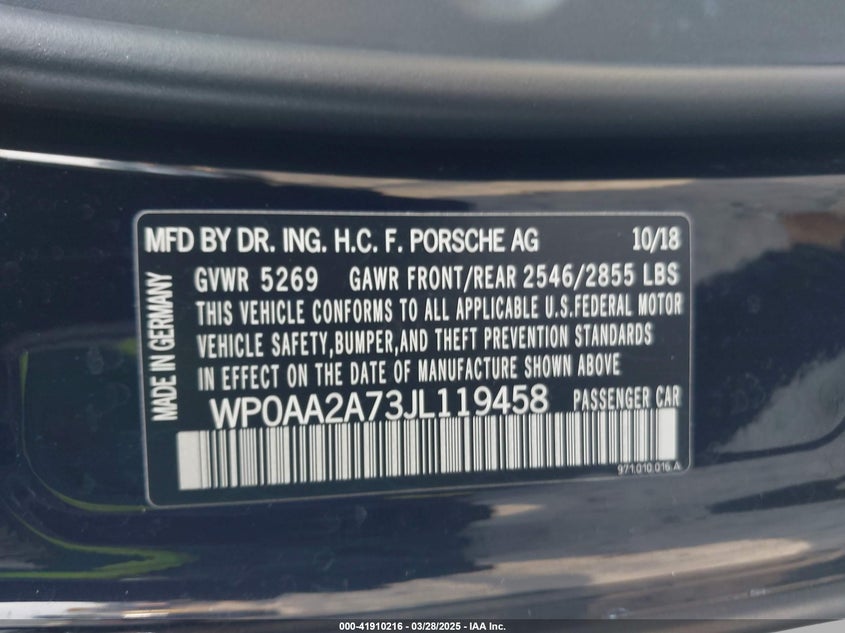 MFD BY DR. ING. H.C. F. PORSCHE AG 10/18
GVWR 5269 GAWR FRONT/REAR 2546/2855 LBS
THIS VEHICLE CONFORMS TO ALL APPLICABLE U.S.FEDERAL MOTOR
VEHICLE SAFETY,BUMPER,AND THEFT PREVENTION STANDARDS
IN EFFECT ON THE DATE OF MANUFACTURE SHOWN ABOVE
WP0AA2A73JL119458 PASSENGER CAR
971.010.016 A
MADE IN GERMANY
000-41910216 - 03/28/2025 - IAA Inc.